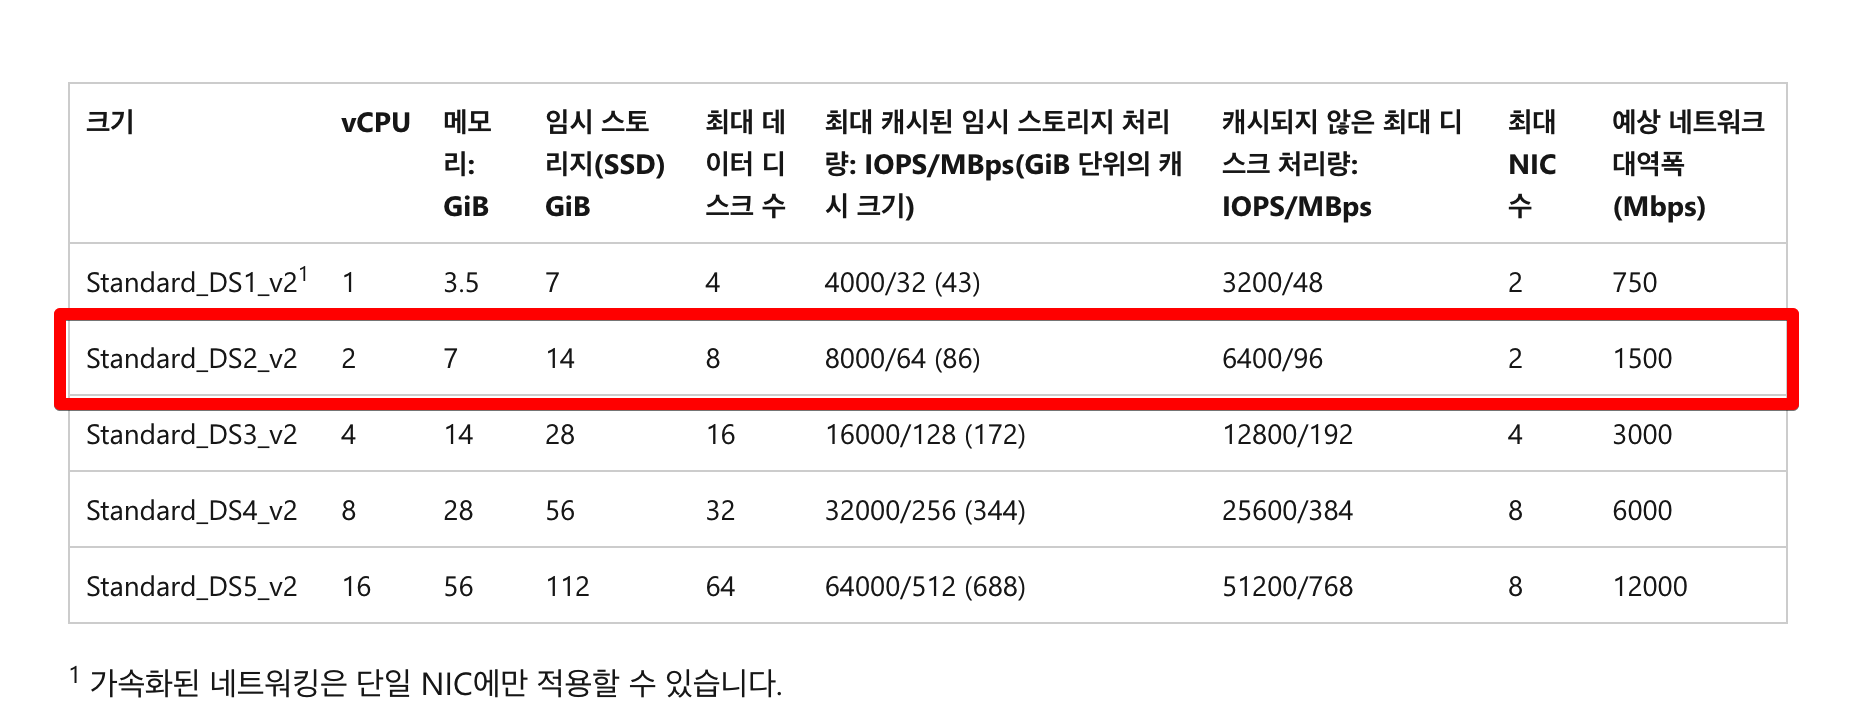 크기 vCPU 메모 임시 스토 최대 데 최대 캐시된 임시 스토리지 처리 캐시되지 않은 최대 디 최대 예상 네트워크
리: 리지(SSD) 이터 디 량: IOPS/MBps(GiB 단위의 캐 스크 처리량: NIC 대역폭
GiB GiB 스크 수 시 크기) IOPS/MBps 수 (Mbps)
Standard_DS1_v2¹ 1 3.5 7 4 4000/32 (43) 3200/48 2 750
Standard_DS2_v2 2 7 14 8 8000/64 (86) 6400/96 2 1500
Standard_DS3_v2 4 14 28 16 16000/128 (172) 12800/192 4 3000
Standard_DS4_v2 8 28 56 32 32000/256 (344) 25600/384 8 6000
Standard_DS5_v2 16 56 112 64 64000/512 (688) 51200/768 8 12000
¹ 가속화된 네트워킹은 단일 NIC에만 적용할 수 있습니다.